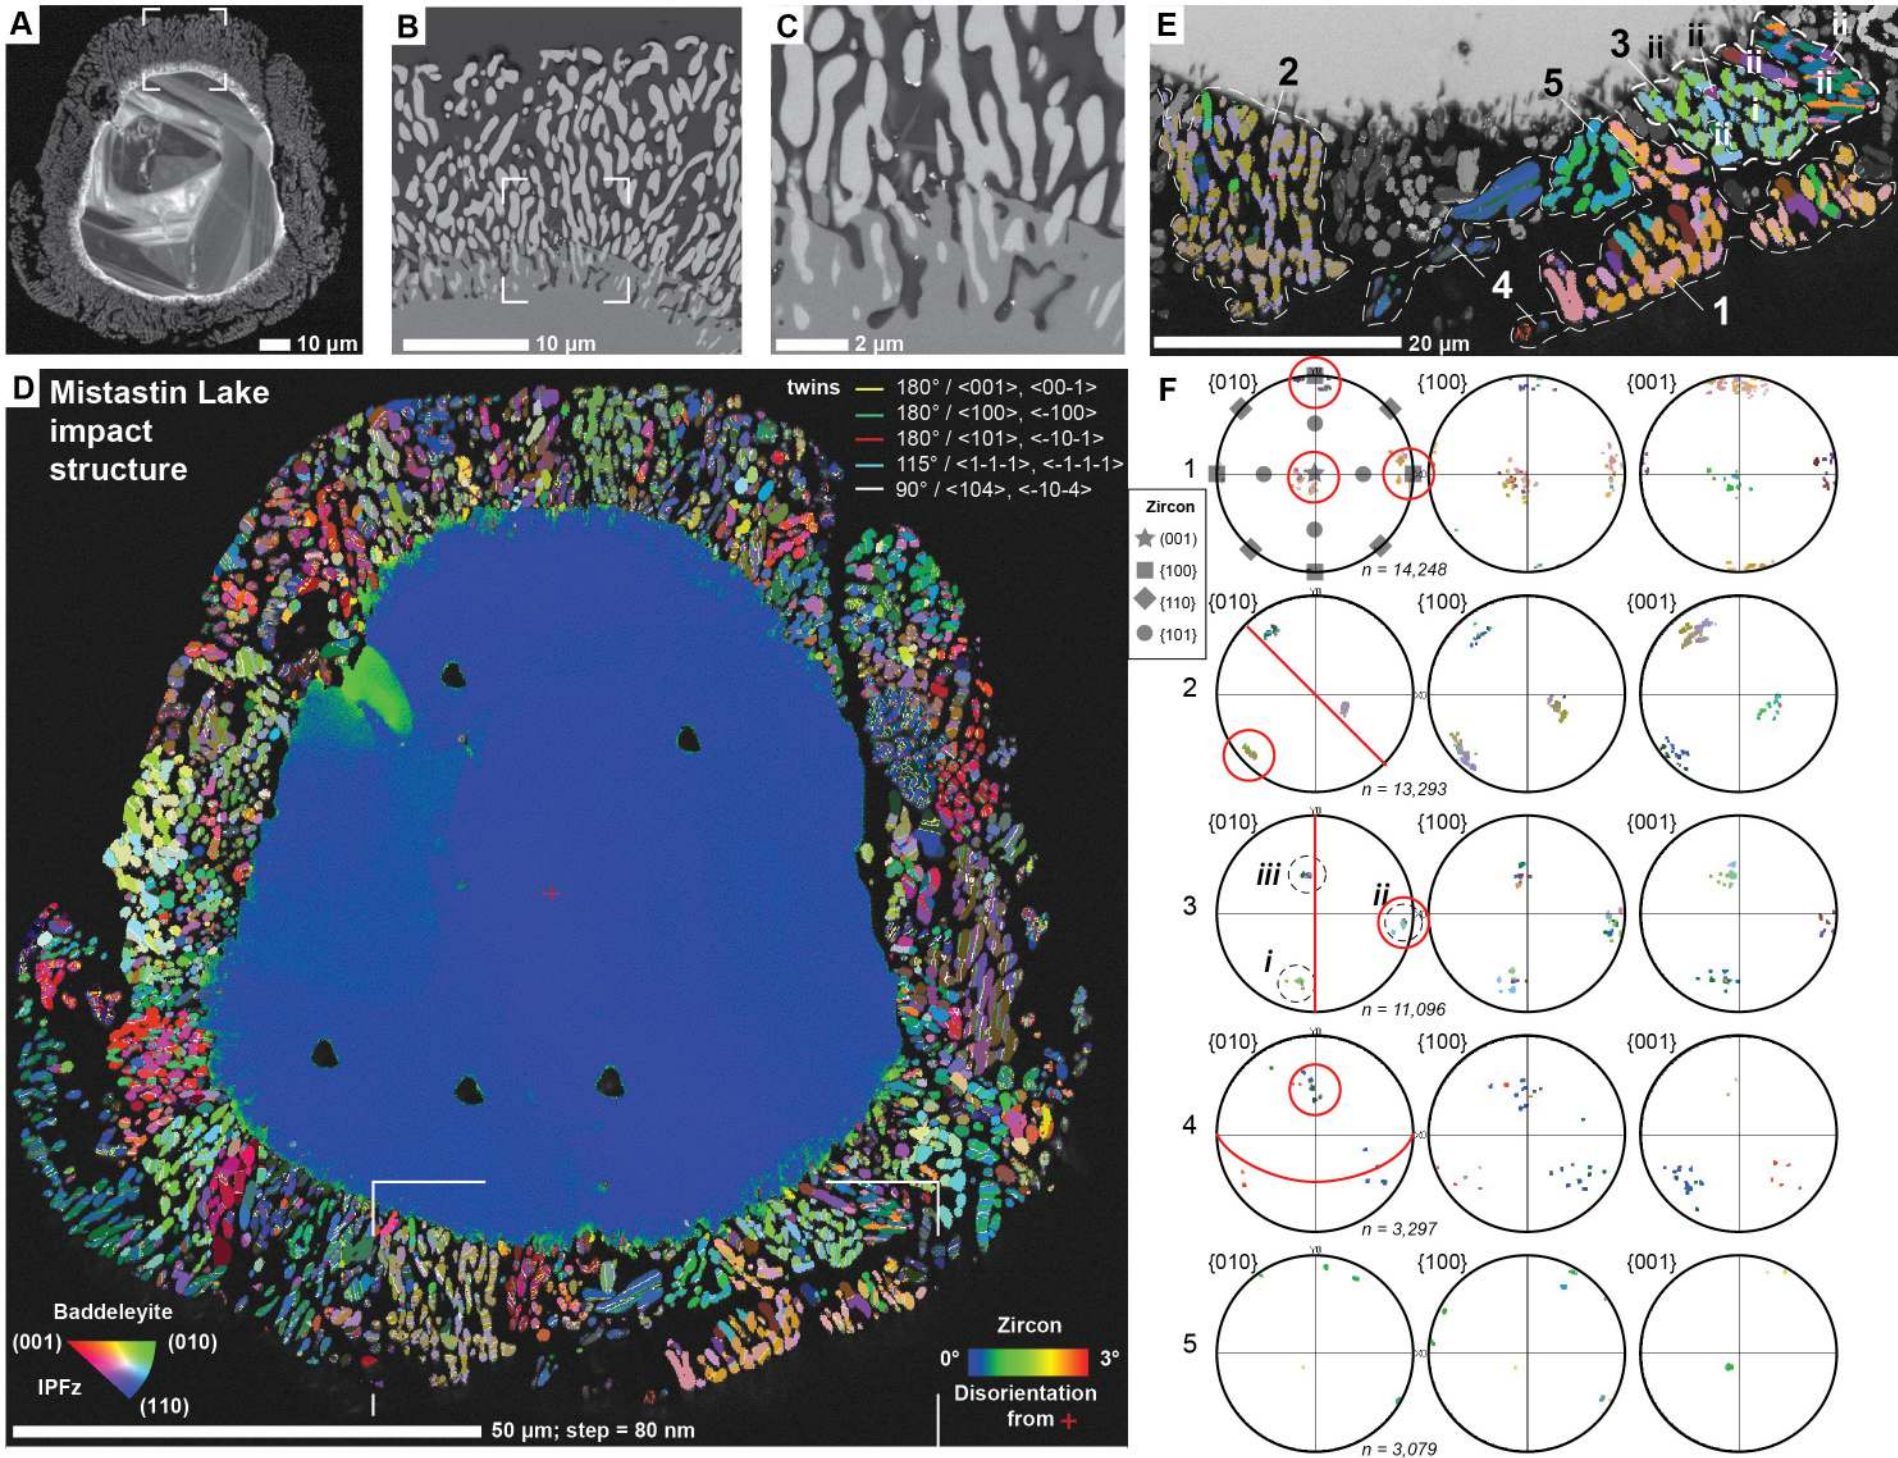 A
10 µm
B
10 µm
C
2 µm
D
Mistastin Lake
impact
structure
twins
180° / <001>, <00-1>
180° / <100>, <-100>
180° / <101>, <-10-1>
115° / <1-1-1>, <-1-1-1>
90° / <104>, <-10-4>
Baddeleyite
(001)
(010)
IPFz
(110)
Zircon
0°
3°
Disorientation
from +
50 µm; step = 80 nm
E
2
5
3
ii
ii
ii
ii
ii
i
ii
4
1
20 µm
F
{010}
{100}
{001}
1
n = 14,248
Zircon
(001)
{100}
{110}
{101}
{010}
{100}
{001}
2
n = 13,293
{010}
{100}
{001}
3
iii
ii
i
n = 11,096
{010}
{100}
{001}
4
n = 3,297
{010}
{100}
{001}
5
n = 3,079